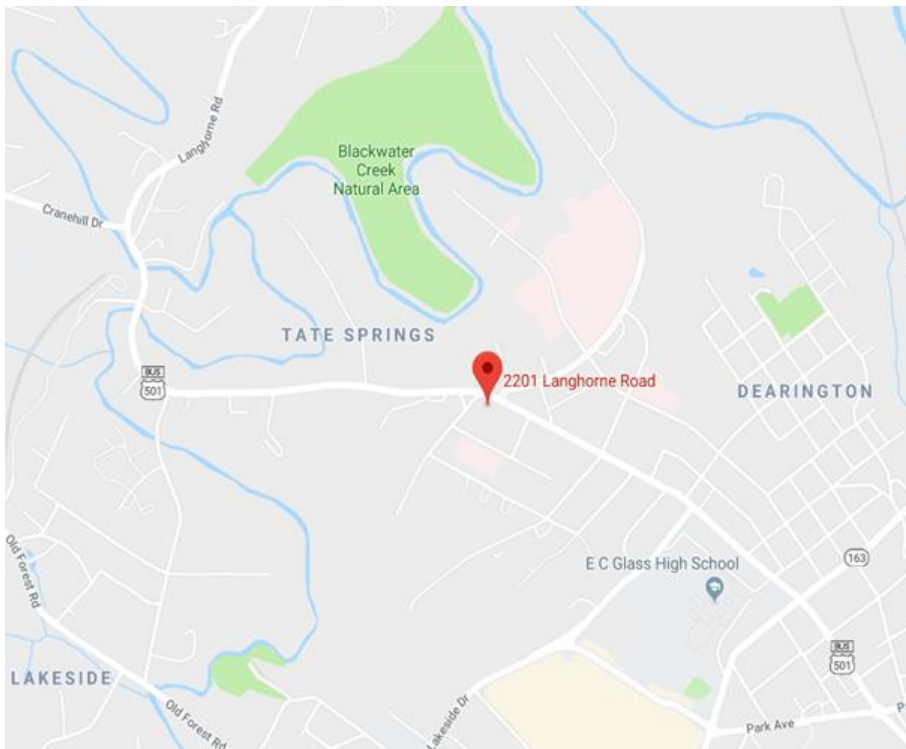 Langhorne Rd
Blackwater
Creek
Natural Area
Cranehill Dr
TATE SPRINGS
BUS
501
2201 Langhorne Road
DEARINGTON
Old Forest Rd
E C Glass High School
163
BUS
501
LAKESIDE
Old Forest Rd
Lakeside Dr
Park Ave
P